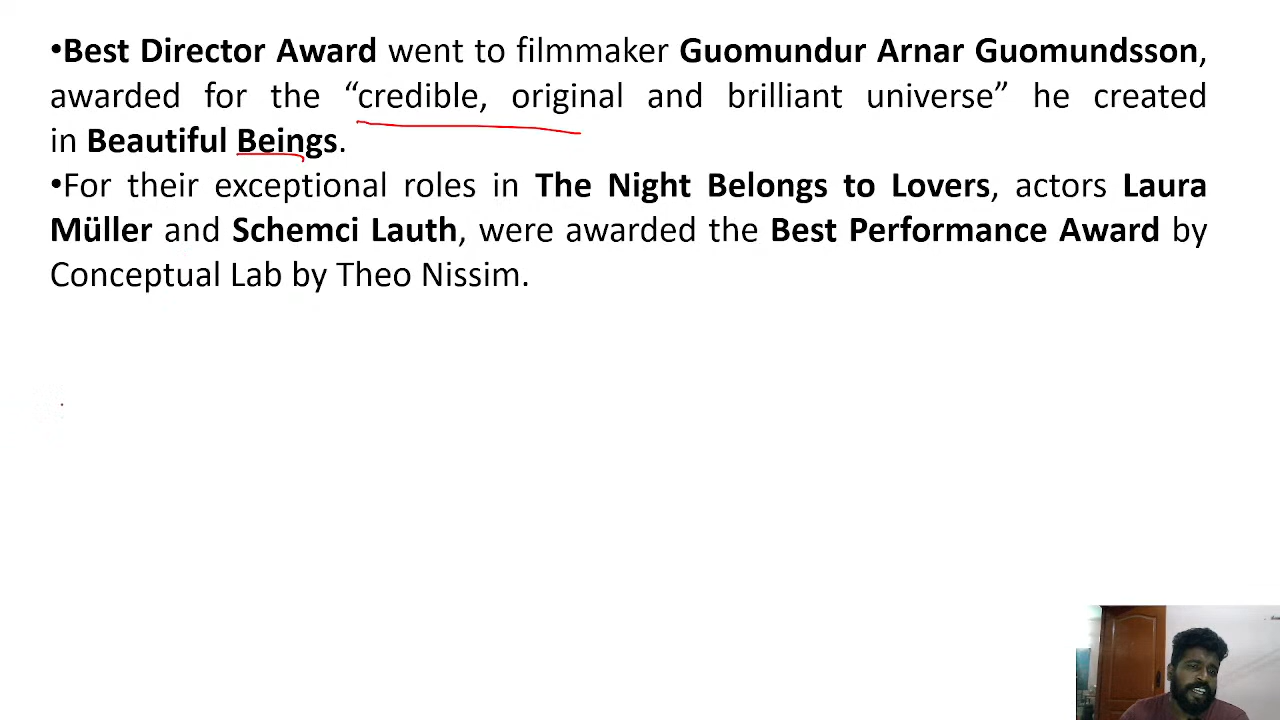 •Best Director Award went to filmmaker Guomundur Arnar Guomundsson,
awarded for the “credible, original and brilliant universe” he created
in Beautiful Beings.
•For their exceptional roles in The Night Belongs to Lovers, actors Laura
Müller and Schemci Lauth, were awarded the Best Performance Award by
Conceptual Lab by Theo Nissim.